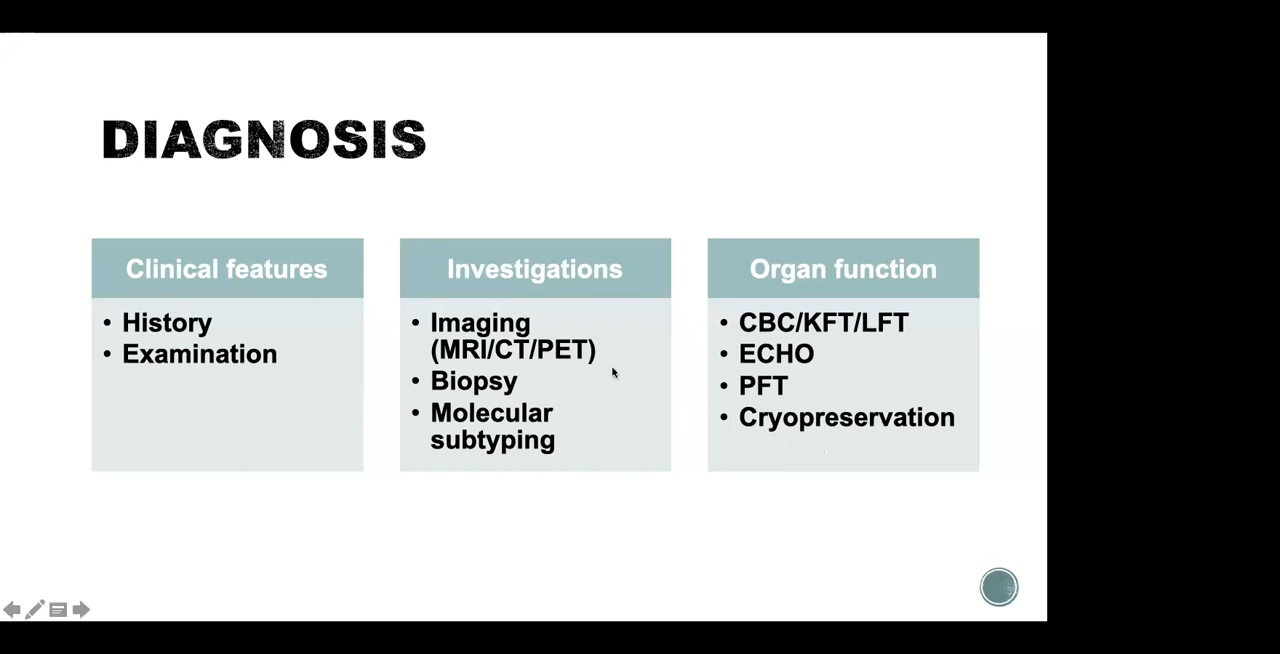 DIAGNOSIS
Clinical features
• History
• Examination
Investigations
• Imaging
(MRI/CT/PET)
• Biopsy
• Molecular
subtyping
Organ function
• CBC/KFT/LFT
• ECHO
• PFT
• Cryopreservation